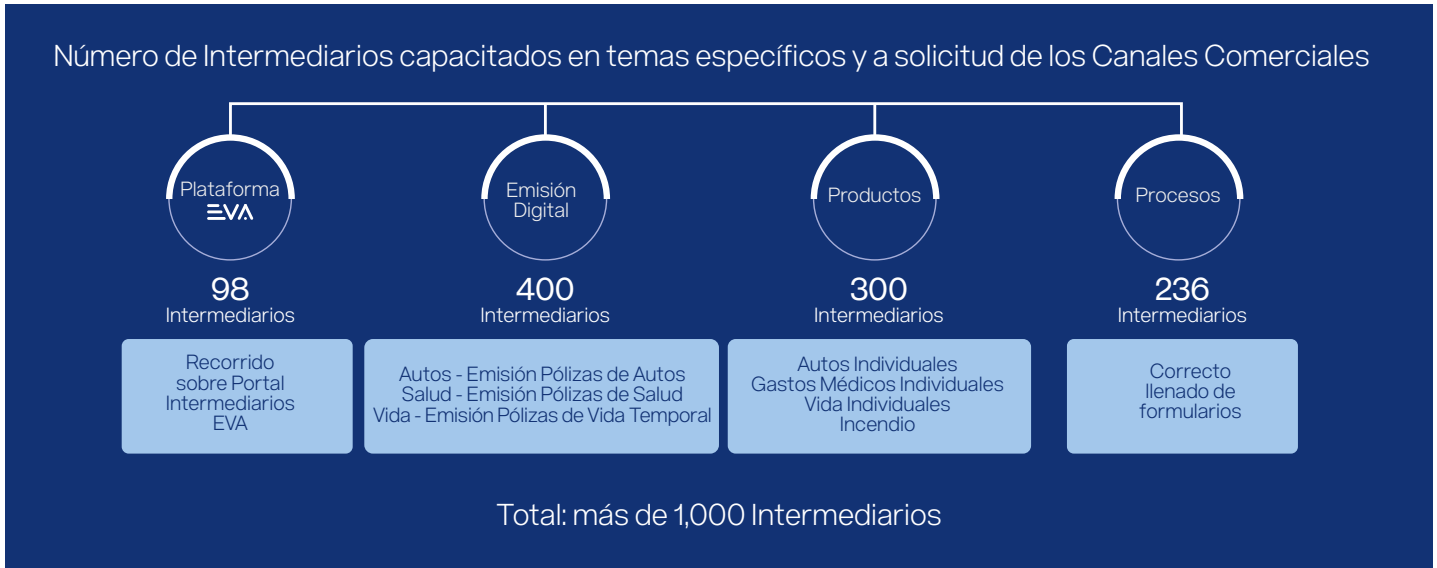 Número de Intermediarios capacitados en temas específicos y a solicitud de los Canales Comerciales
Plataforma
EVA
98
Intermediarios
Recorrido
sobre Portal
Intermediarios
EVA
Emisión
Digital
400
Intermediarios
Autos - Emisión Pólizas de Autos
Salud - Emisión Pólizas de Salud
Vida - Emisión Pólizas de Vida Temporal
Productos
300
Intermediarios
Autos Individuales
Gastos Médicos Individuales
Vida Individuales
Incendio
Procesos
236
Intermediarios
Correcto
llenado de
formularios
Total: más de 1,000 Intermediarios